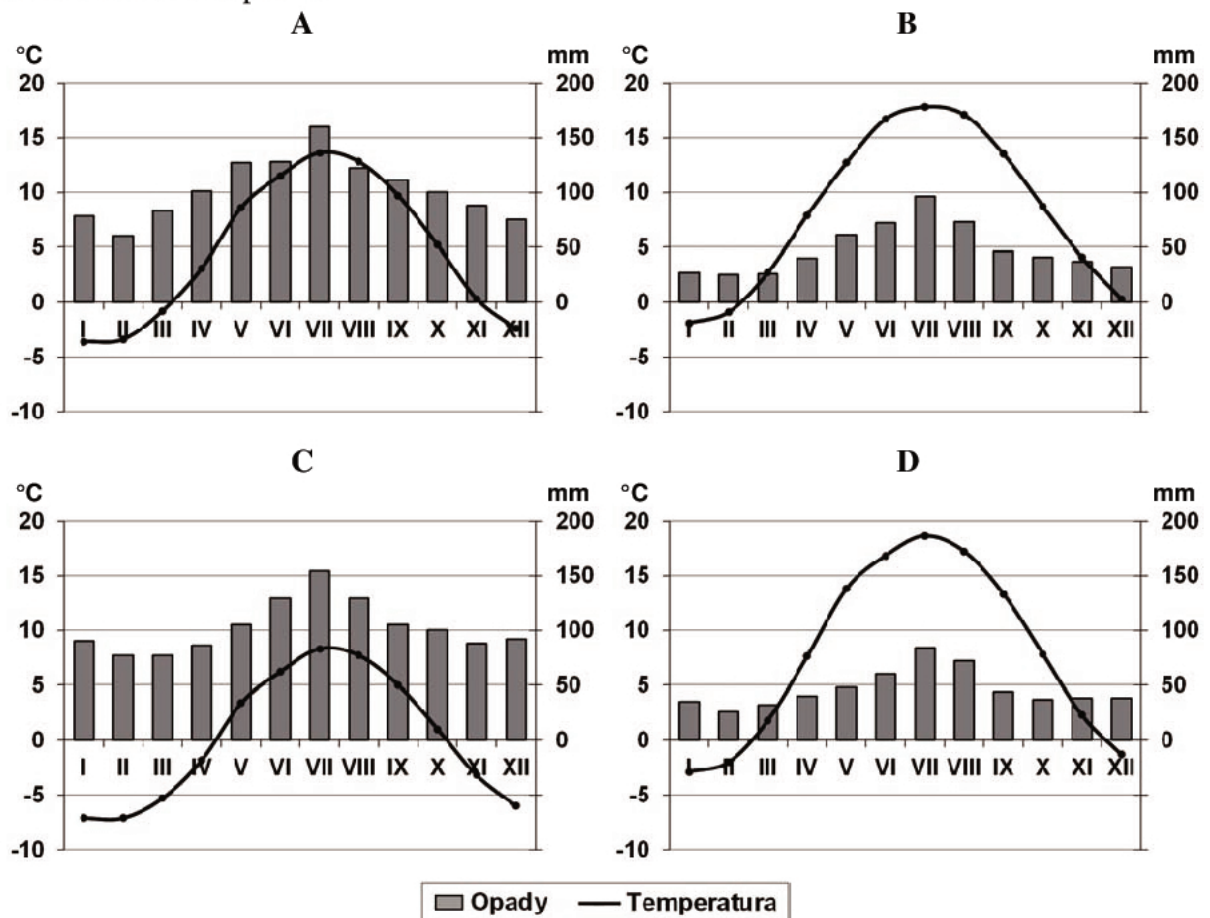 A B
°C mm °C mm
20 200 20 200
15 150 15 150
10 100 10 100
5 50 5 50
0 0 0 0
I II III IV V VI VII VIII IX X XI XII I II III IV V VI VII VIII IX X XI XII
-5 -5
-10 -10
C D
°C mm °C mm
20 200 20 200
15 150 15 150
10 100 10 100
5 50 5 50
0 0 0 0
I II III IV V VI VII VIII IX X XI XII I II III IV V VI VII VIII IX X XI XII
-5 -5
-10 -10
Opady Temperatura